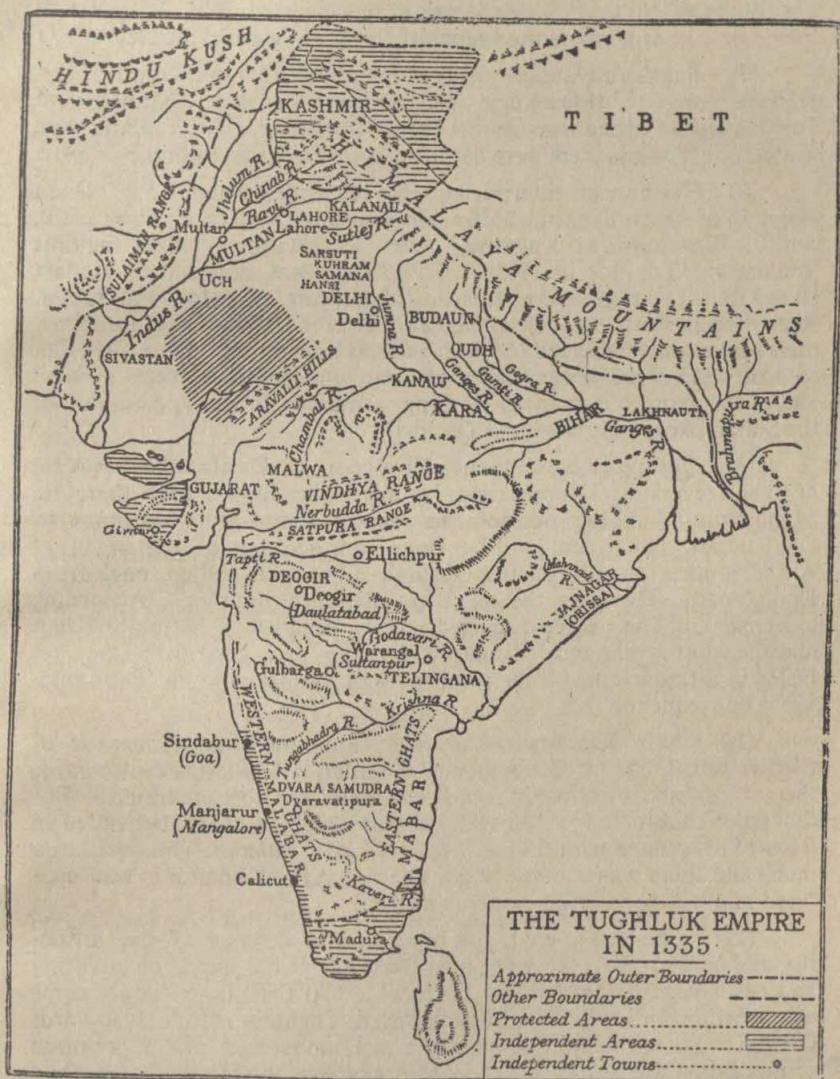 HINDU KUSH
KASHMIR
TIBET
HIMALAYA MOUNTAINS
SULAIMAN RANGE
Jhelum R.
Chinab R.
Ravi R.
KALANAU
LAHORE
Lahore
Sutlej R.
Multan
MULTAN
UCH
SARSUTI
KUHRAM
SAMANA
HANSI
DELHI
Delhi
Indus R.
SIVASTAN
Jumna R.
BUDAUN
OUDH
Gogra R.
Gumti R.
Ganges R.
KANAUJ
KARA
BIHAR
LAKHNAUTI
Ganges R.
Brahmaputra R.
ARAVALLI HILLS
Chambal R.
MALWA
GUJARAT
VINDHYA RANGE
Nerbudda R.
SATPURA RANGE
Girnar
Tapti R.
Ellichpur
DEOGIR
Deogir
(Daulatabad)
Mahanadi
R.
JAJNAGAR
(ORISSA)
Godavari R.
Warangal
(Sultanpur)
Gulbarga
TELINGANA
Krishna R.
WESTERN GHATS
Tungabhadra R.
EASTERN GHATS
Sindabur
(Goa)
DVARA SAMUDRA
Dvaravatipura
MALABAR
MABAR
Manjarur
(Mangalore)
Calicut
Kaveri R.
Madura
THE TUGHLUK EMPIRE
IN 1335
Approximate Outer Boundaries
Other Boundaries
Protected Areas
Independent Areas
Independent Towns